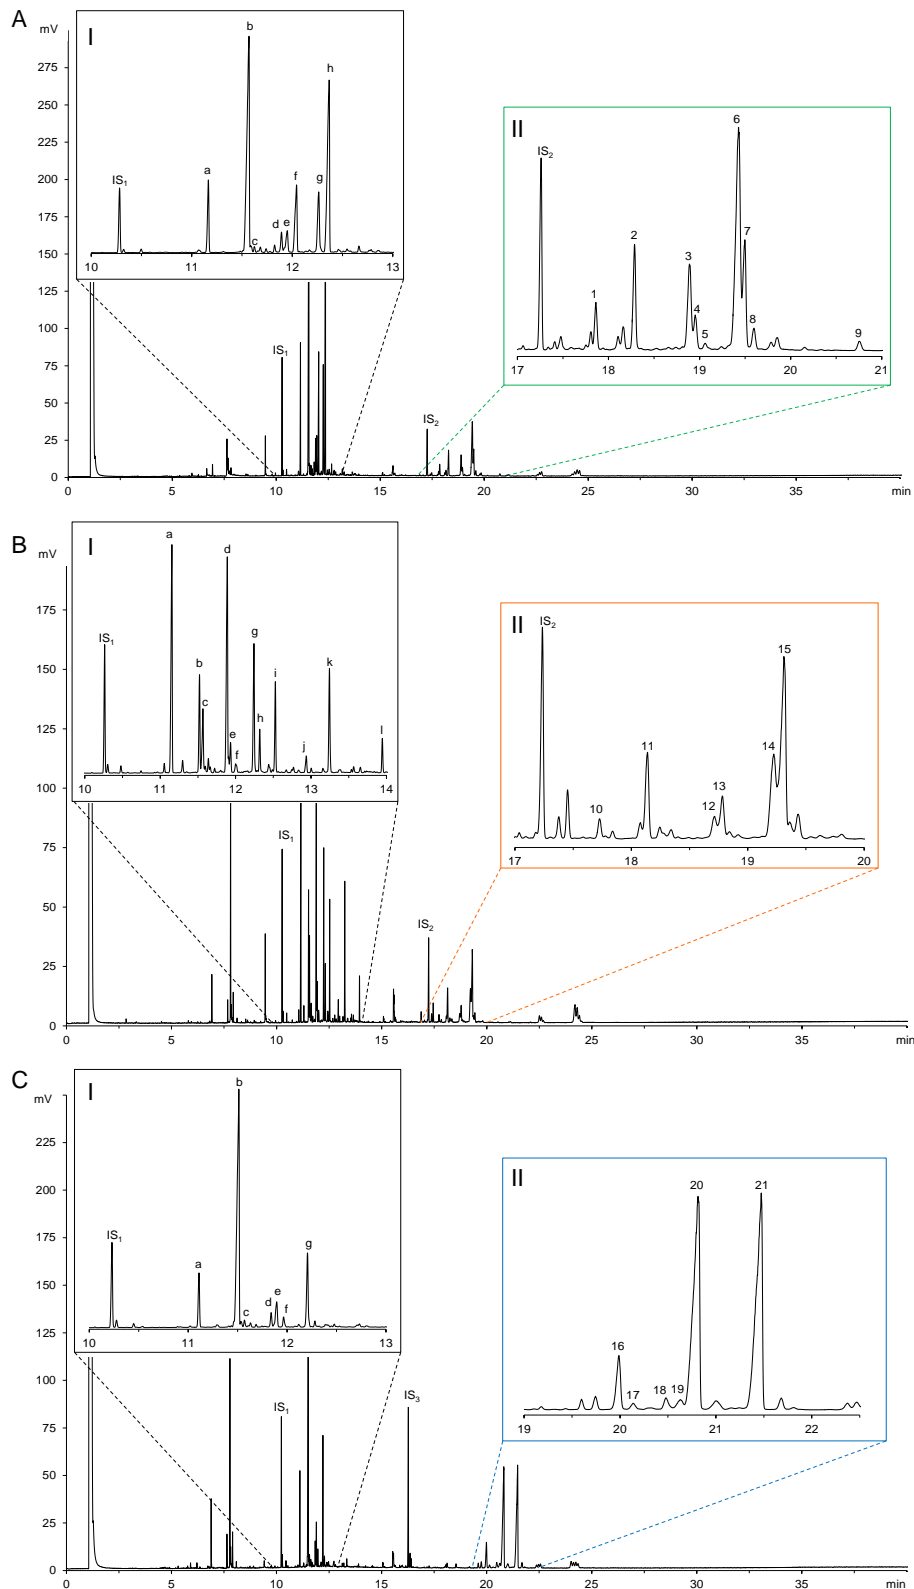 A
mV
275
250
225
200
175
150
125
100
75
50
25
0
0 5 10 15 20 25 30 35 min
IS1
IS2
I
IS1 a b c d e f g h
10 11 12 13
II
IS2 1 2 3 4 5 6 7 8 9
17 18 19 20 21
B
mV
175
150
125
100
75
50
25
0
0 5 10 15 20 25 30 35 min
IS1
IS2
I
IS1 a b c d e f g h i j k l
10 11 12 13 14
II
IS2 10 11 12 13 14 15
17 18 19 20
C
mV
225
200
175
150
125
100
75
50
25
0
0 5 10 15 20 25 30 35 min
IS1
IS3
I
IS1 a b c d e f g
10 11 12 13
II
16 17 18 19 20 21
19 20 21 22